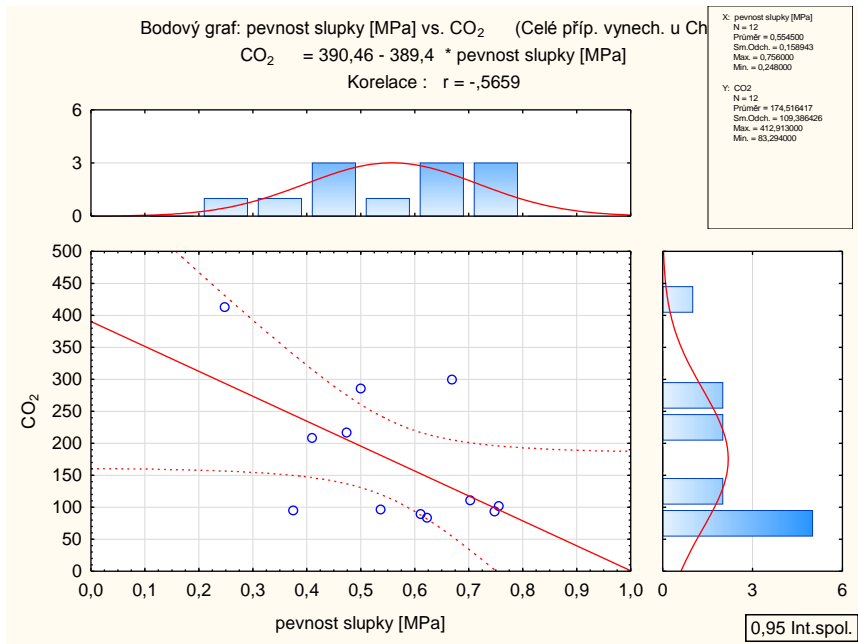 Bodový graf: pevnost slupky [MPa] vs. CO2 (Celé příp. vynech. u Ch
CO2 = 390,46 - 389,4 * pevnost slupky [MPa]
Korelace : r = -,5659
X: pevnost slupky [MPa]
N = 12
Průměr = 0,554500
Sm.Odch. = 0,158943
Max. = 0,756000
Min. = 0,248000
Y: CO2
N = 12
Průměr = 174,516417
Sm.Odch. = 109,386426
Max. = 412,913000
Min. = 83,294000
6
3
0
500
450
400
350
300
250
200
150
100
50
0
CO2
0,0 0,1 0,2 0,3 0,4 0,5 0,6 0,7 0,8 0,9 1,0
pevnost slupky [MPa]
0 3 6
0,95 Int.spol.